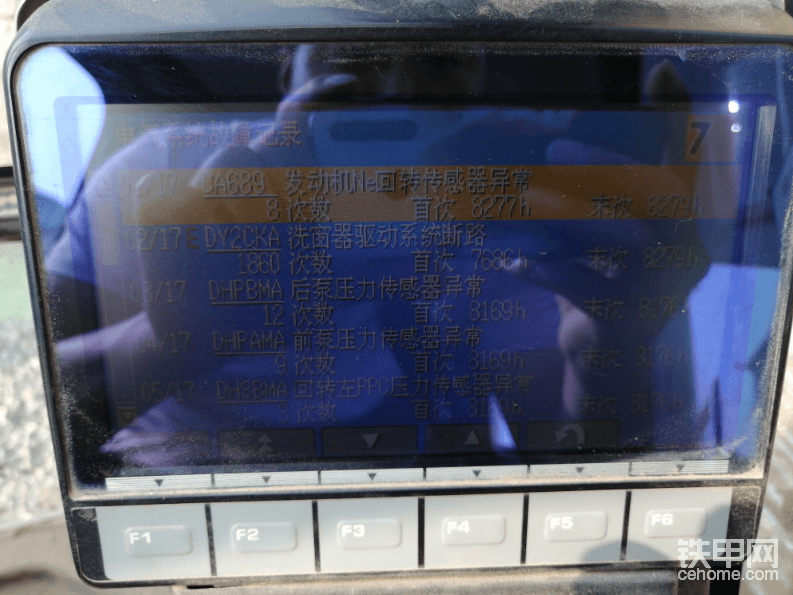 电气系统故障记录 7
01/17 CA689 发动机Ne回转传感器异常
8 次数 首次 8277h 末次 8279h
02/17 E DY2CKA 洗窗器驱动系统断路
1860 次数 首次 7686h 末次 8279h
03/17 DHPBMA 后泵压力传感器异常
12 次数 首次 8169h 末次
04/17 DHPAMA 前泵压力传感器异常
9 次数 首次 8169h 末次
05/17 DHSBMA 回转左PPC压力传感器异常
次数 首次 末次
F1 F2 F3 F4 F5 F6
铁甲网
cehome.com